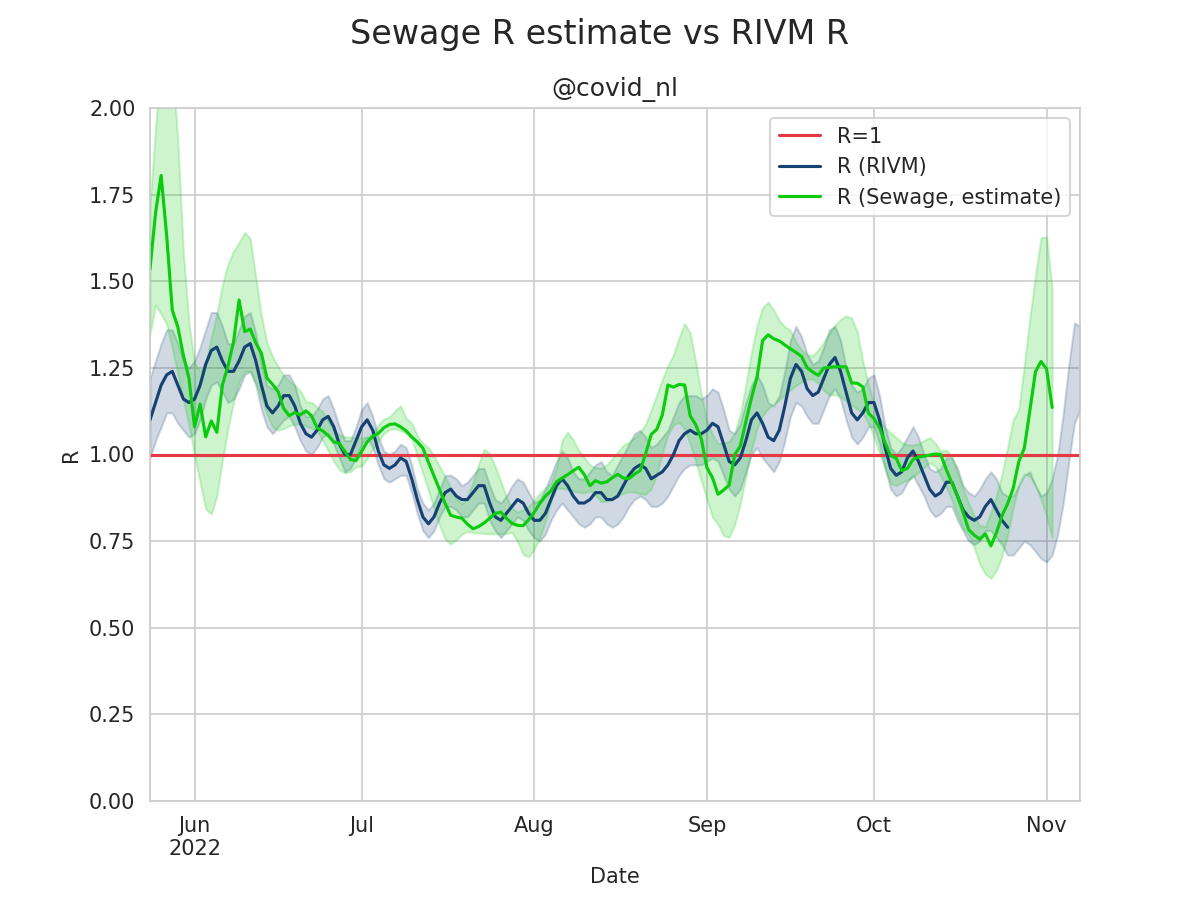 Sewage R estimate vs RIVM R
@covid_nl
R=1
R (RIVM)
R (Sewage, estimate)
2.00
1.75
1.50
1.25
1.00
0.75
0.50
0.25
0.00
R
Jun Jul Aug Sep Oct Nov
2022
Date